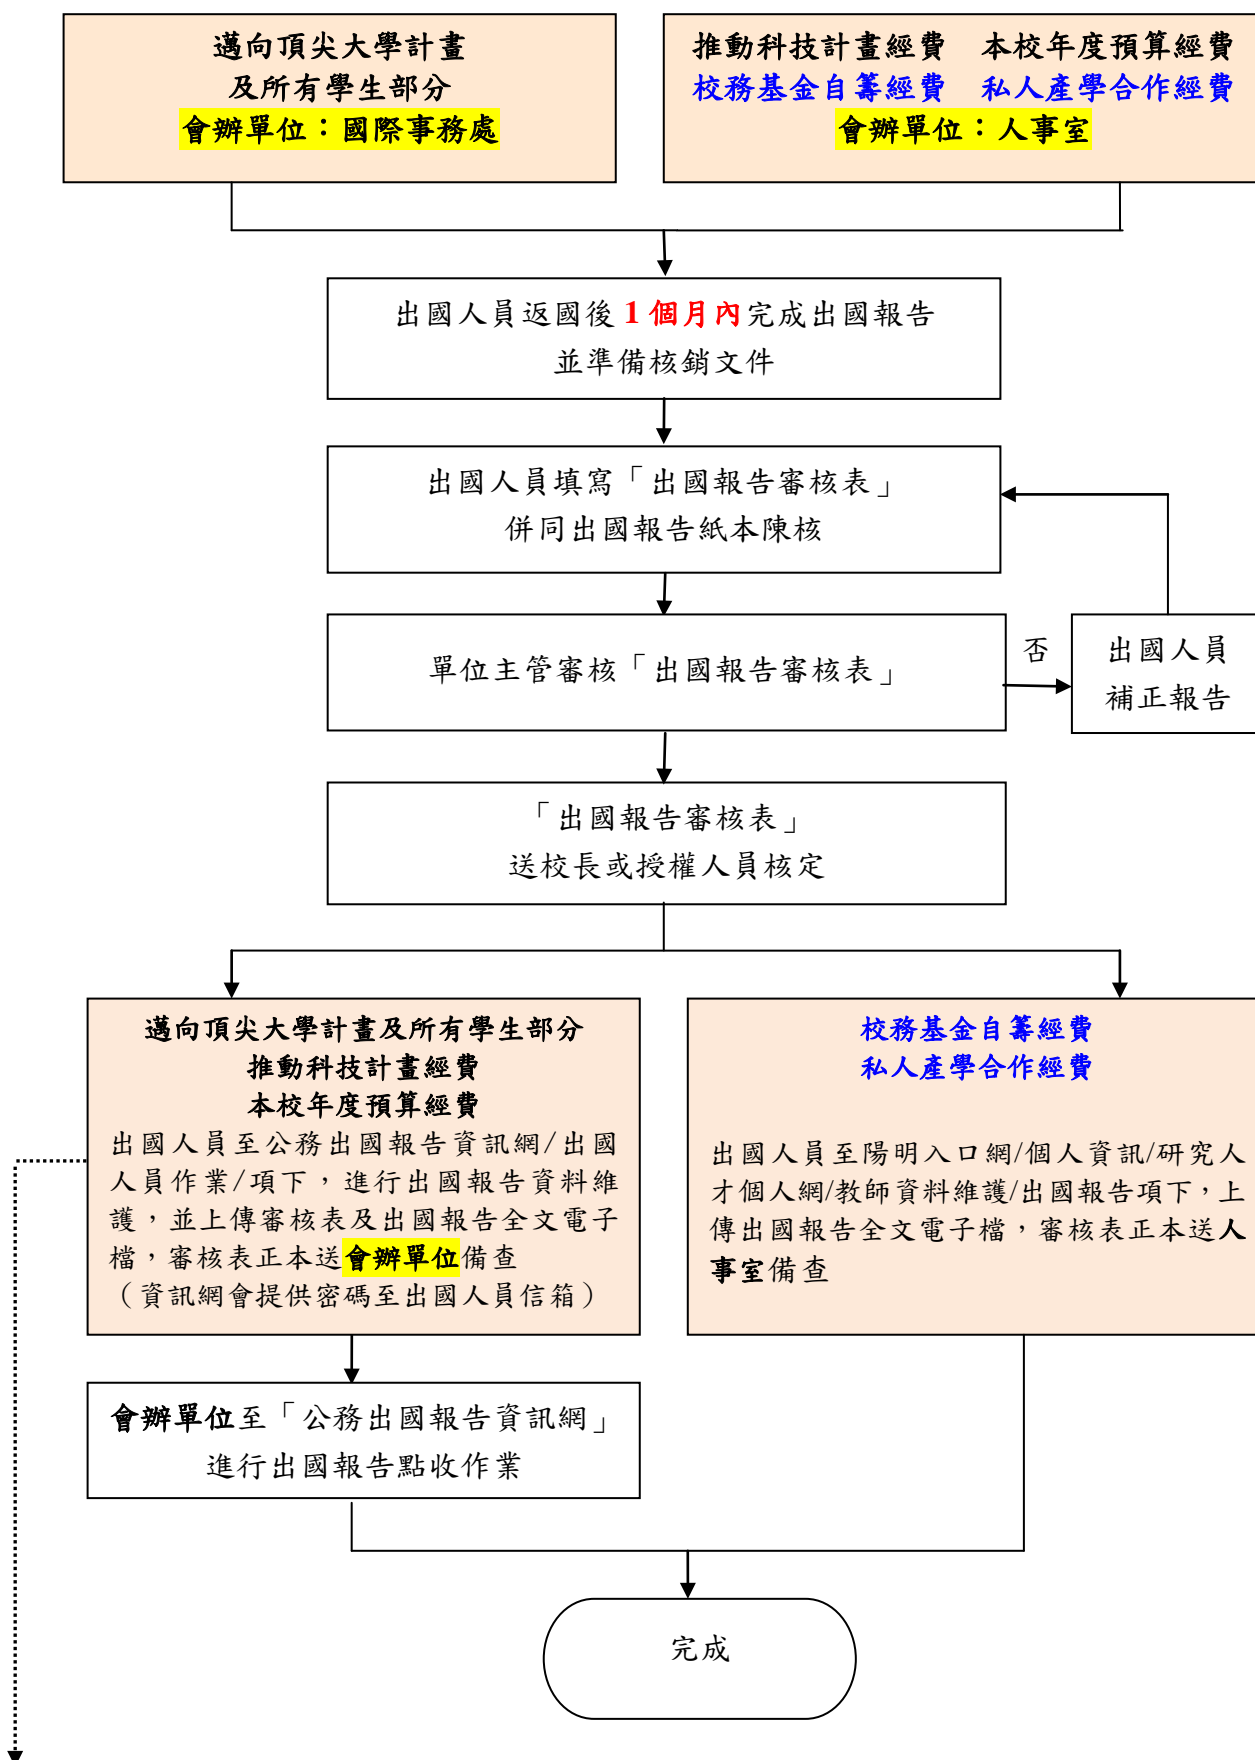 邁向頂尖大學計畫
及所有學生部分
會辦單位：國際事務處
推動科技計畫經費　本校年度預算經費
校務基金自籌經費　私人產學合作經費
會辦單位：人事室
出國人員返國後 1 個月內完成出國報告
並準備核銷文件
出國人員填寫「出國報告審核表」
併同出國報告紙本陳核
單位主管審核「出國報告審核表」
否
出國人員
補正報告
「出國報告審核表」
送校長或授權人員核定
邁向頂尖大學計畫及所有學生部分
推動科技計畫經費
本校年度預算經費
出國人員至公務出國報告資訊網/出國
人員作業/項下，進行出國報告資料維
護，並上傳審核表及出國報告全文電子
檔，審核表正本送會辦單位備查
（資訊網會提供密碼至出國人員信箱）
校務基金自籌經費
私人產學合作經費
出國人員至陽明入口網/個人資訊/研究人
才個人網/教師資料維護/出國報告項下，上
傳出國報告全文電子檔，審核表正本送人
事室備查
會辦單位至「公務出國報告資訊網」
進行出國報告點收作業
完成